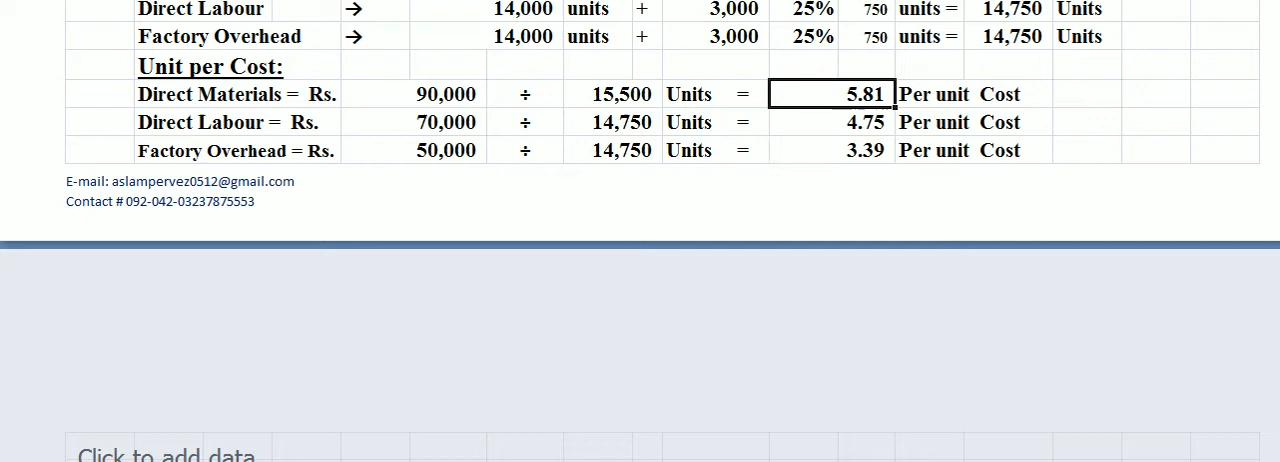 Direct Labour → 14,000 units + 3,000 25% 750 units = 14,750 Units
Factory Overhead → 14,000 units + 3,000 25% 750 units = 14,750 Units
Unit per Cost:
Direct Materials = Rs. 90,000 ÷ 15,500 Units = 5.81 Per unit Cost
Direct Labour = Rs. 70,000 ÷ 14,750 Units = 4.75 Per unit Cost
Factory Overhead = Rs. 50,000 ÷ 14,750 Units = 3.39 Per unit Cost
E-mail: aslampervez0512@gmail.com
Contact # 092-042-03237875553
Click to add data